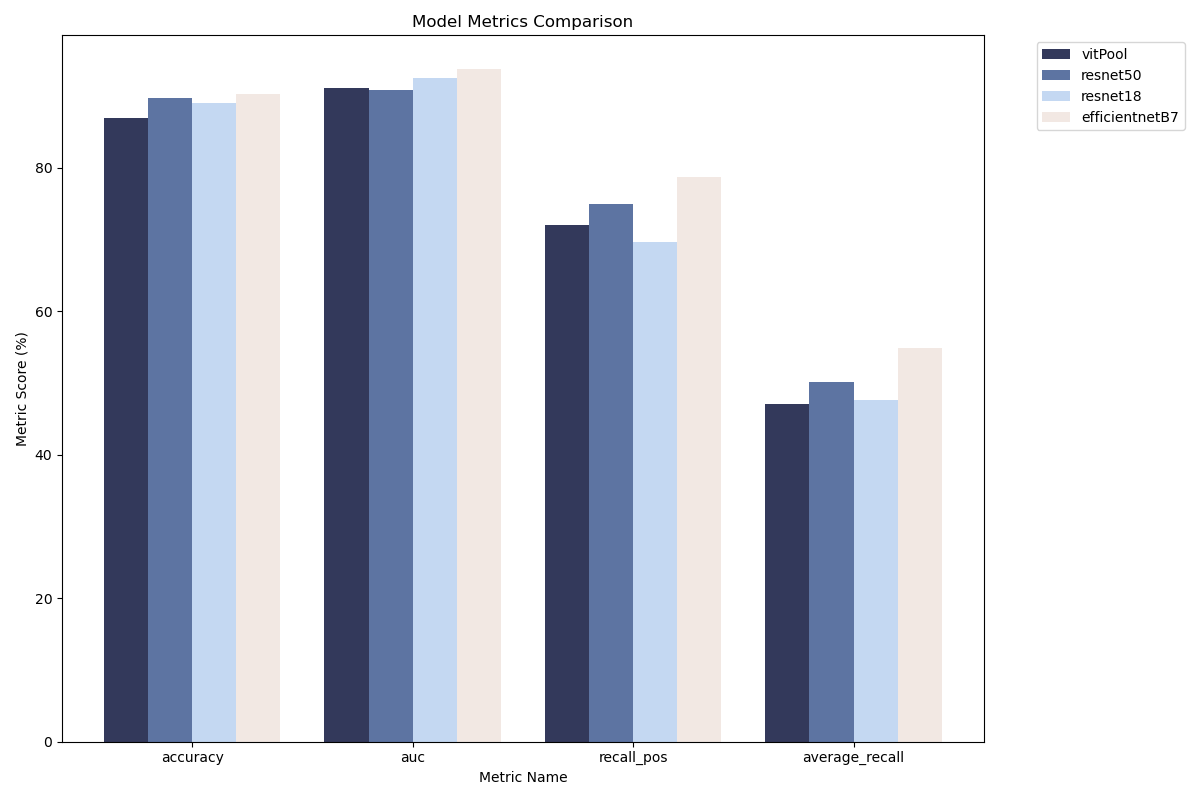 Model Metrics Comparison
vitPool
resnet50
resnet18
efficientnetB7
Metric Score (%)
80
60
40
20
0
accuracy auc recall_pos average_recall
Metric Name